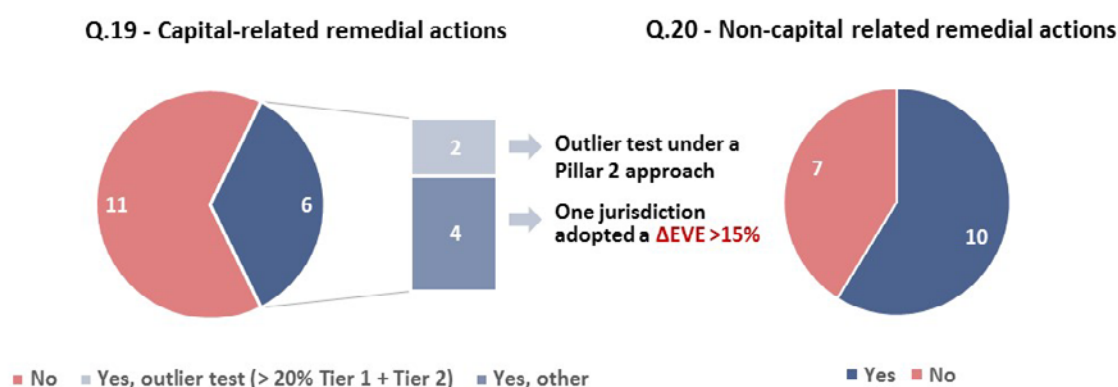 Q.19 - Capital-related remedial actions
Q.20 - Non-capital related remedial actions
11
6
2
4
Outlier test under a
Pillar 2 approach
One jurisdiction
adopted a ΔEVE >15%
7
10
No
Yes, outlier test (> 20% Tier 1 + Tier 2)
Yes, other
Yes
No